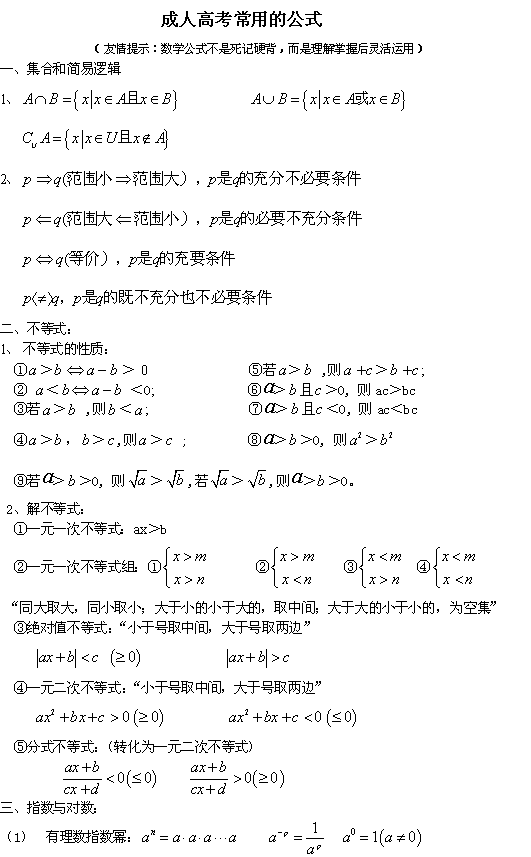 成人高考常用的公式
（友情提示：数学公式不是死记硬背，而是理解掌握后灵活运用）
一、集合和简易逻辑
1、 A∩B={x|x∈A且x∈B} A∪B={x|x∈A或x∈B}
C_U A={x|x∈U且x∉A}
2、 p⇒q(范围小⇒范围大），p是q的充分不必要条件
p⇐q(范围大⇐范围小），p是q的必要不充分条件
p⇔q(等价），p是q的充要条件
p(≠)q，p是q的既不充分也不必要条件
二、不等式：
1、 不等式的性质：
①a＞b⇔a－b＞0 ⑤若a＞b ,则a+c＞b+c;
② a＜b⇔a－b ＜0; ⑥a＞b且c＞0, 则 ac＞bc
③若a＞b ,则b＜a; ⑦a＞b且c＜0, 则 ac＜bc
④a＞b，b＞c,则a＞c ; ⑧a＞b＞0, 则a²＞b²
⑨若a＞b＞0, 则√a＞√b,若√a＞√b,则a＞b＞0。
2、解不等式：
①一元一次不等式：ax＞b
②一元一次不等式组：①{x>m x>n ②{x>m x<n ③{x<m x>n ④{x<m x<n
“同大取大，同小取小；大于小的小于大的，取中间；大于大的小于小的，为空集”
③绝对值不等式：“小于号取中间，大于号取两边”
|ax+b|<c (≥0) |ax+b|>c
④一元二次不等式：“小于号取中间，大于号取两边”
ax²+bx+c>0(≥0) ax²+bx+c<0(≤0)
⑤分式不等式：（转化为一元二次不等式）
(ax+b)/(cx+d)<0(≤0) (ax+b)/(cx+d)>0(≥0)
三、指数与对数：
（1） 有理数指数幂：aⁿ=a·a·a⋯a a^{-p}=1/a^p a⁰=1(a≠0)